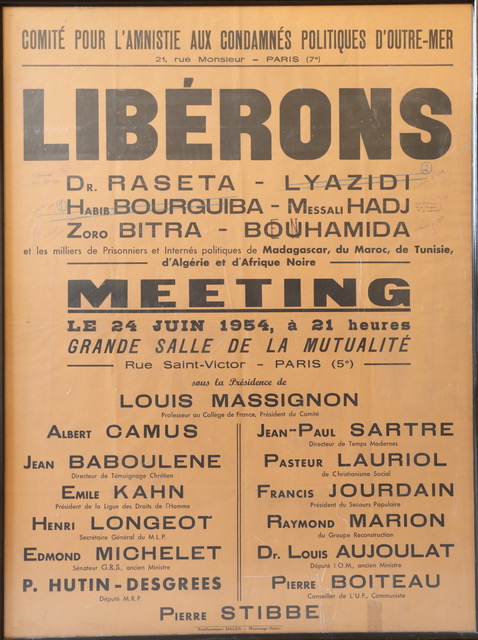 COMITÉ POUR L'AMNISTIE AUX CONDAMNÉS POLITIQUES D'OUTRE-MER
21, rue Monsieur – PARIS (7e)
LIBÉRONS
DR. RASETA - LYAZIDI
HABIB BOURGUIBA - MESSALI HADJ
ZORO BITRA - BOUHAMIDA
et les milliers de Prisonniers et Internés politiques de Madagascar, du Maroc, de Tunisie,
d'Algérie et d'Afrique Noire
MEETING
LE 24 JUIN 1954, à 21 heures
GRANDE SALLE DE LA MUTUALITÉ
Rue Saint-Victor - PARIS (5e)
sous la Présidence de
LOUIS MASSIGNON
Professeur au Collège de France, Président du Comité
ALBERT CAMUS
JEAN BABOULENE
Directeur de Témoignage Chrétien
EMILE KAHN
Président de la Ligue des Droits de l'Homme
HENRI LONGEOT
Secrétaire Général du M.L.P.
EDMOND MICHELET
Sénateur G.R.S, ancien Ministre
P. HUTIN-DESGREES
Député M.R.P.
JEAN-PAUL SARTRE
Directeur de Temps Modernes
PASTEUR LAURIOL
de Christianisme Social
FRANCIS JOURDAIN
Président du Secours Populaire
RAYMOND MARION
du Groupe Reconstruction
DR. LOUIS AUJOULAT
Député I.O.M., ancien Ministre
PIERRE BOITEAU
Conseiller de L'U.F., Communiste
PIERRE STIBBE